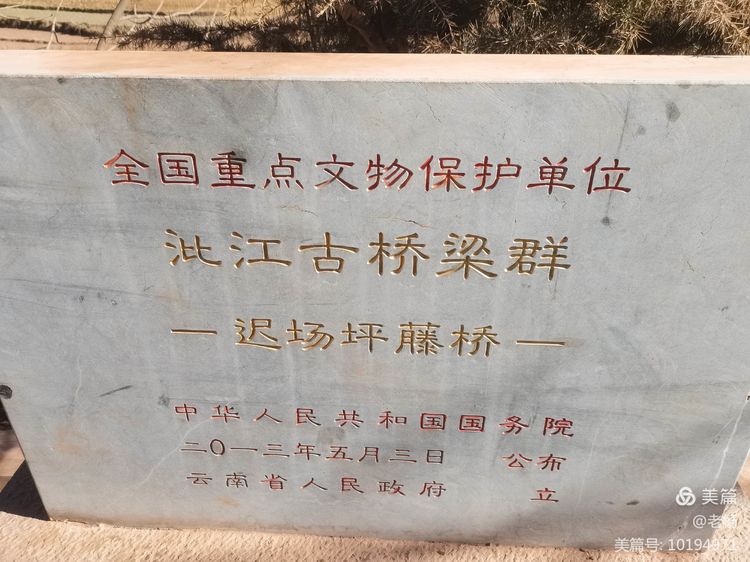 全国重点文物保护单位
沘江古桥梁群
—迟场坪藤桥—
中华人民共和国国务院
二〇一三年五月三日 公布
云南省人民政府 立
美篇
@老
美篇号: 10194971